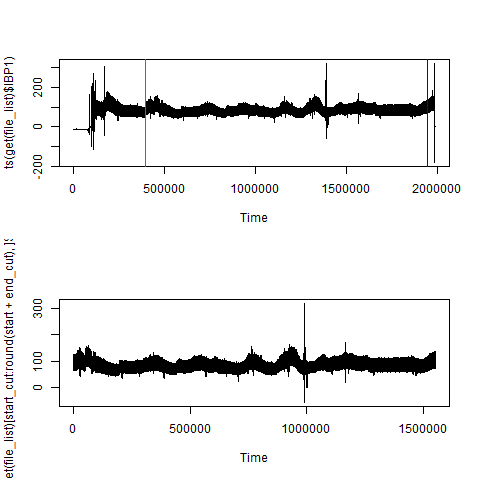 ts(get(file_list)$IBP1)
200
0
-200
0 500000 1000000 1500000 2000000
Time
et(file_list)[start_cut:round(start + end_cut), ]$
300
100
0
0 500000 1000000 1500000
Time